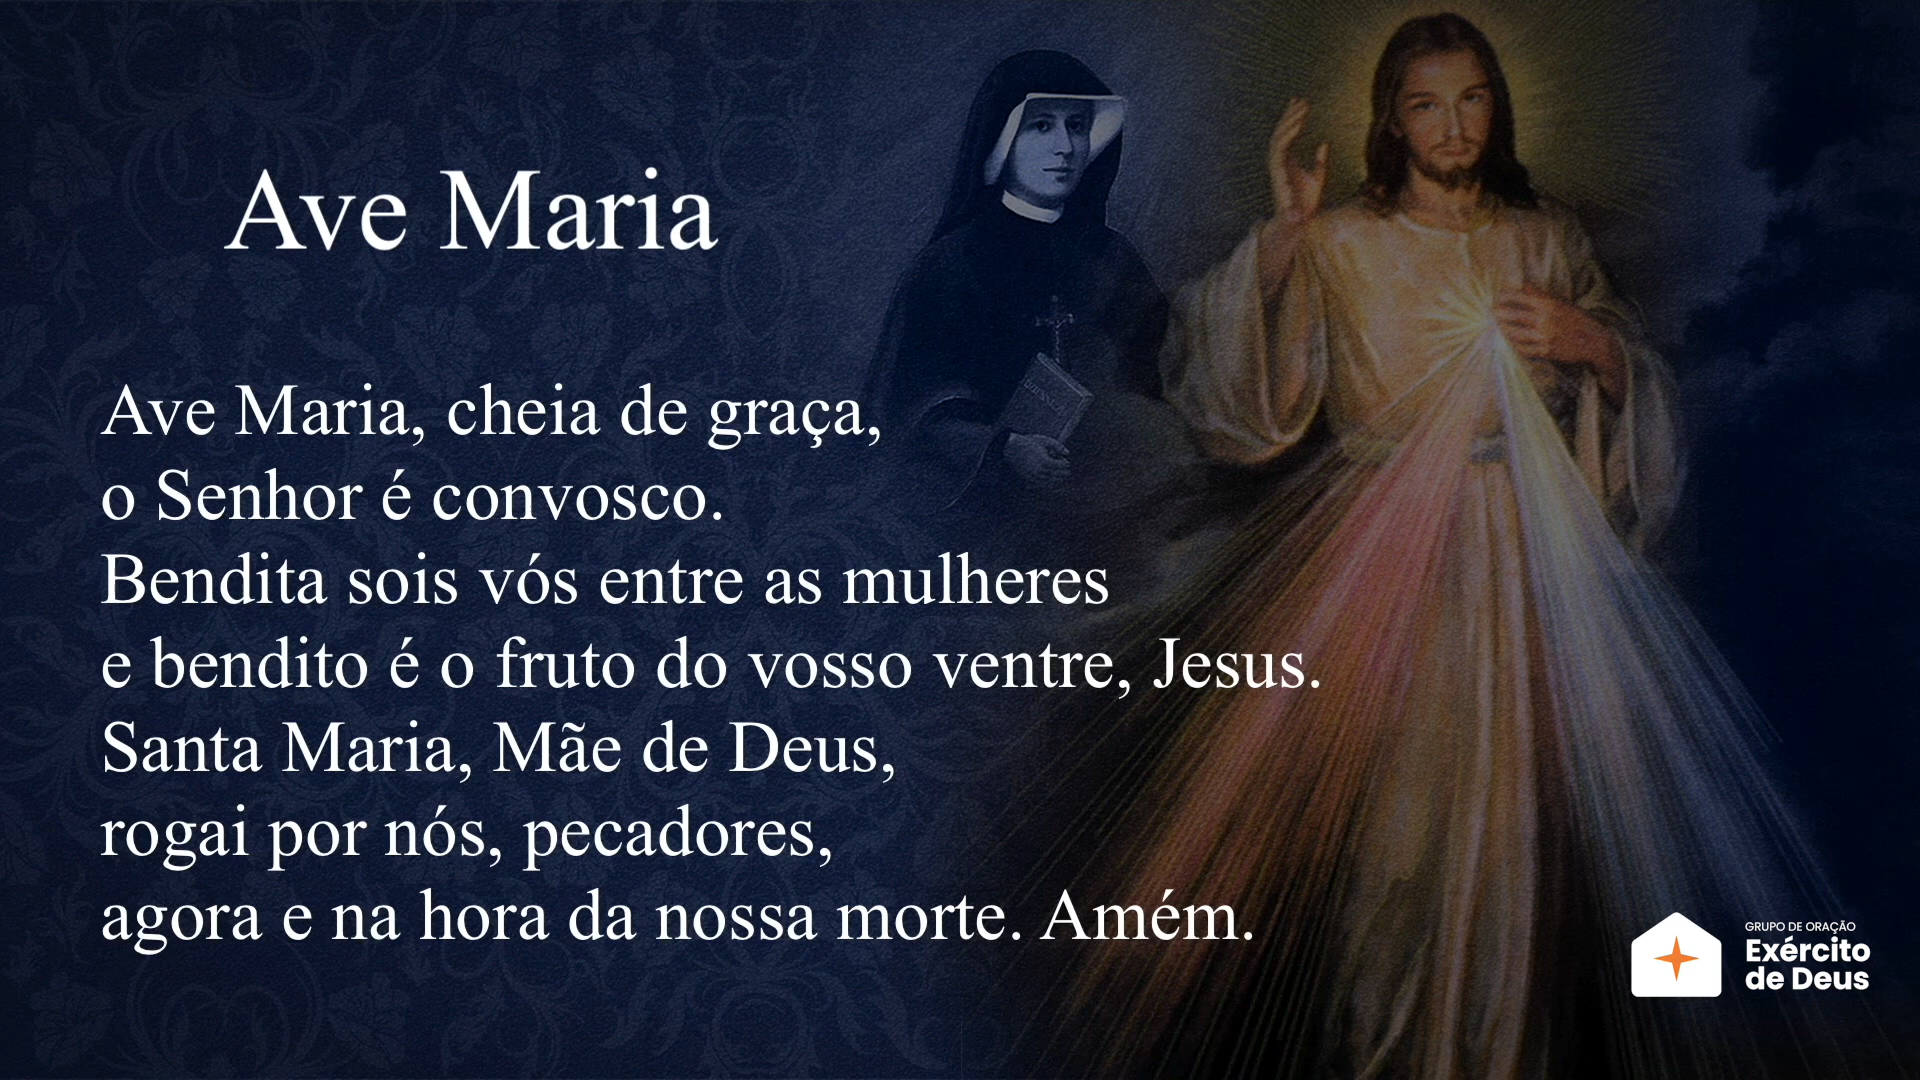 Ave Maria
Ave Maria, cheia de graça,
o Senhor é convosco.
Bendita sois vós entre as mulheres
e bendito é o fruto do vosso ventre, Jesus.
Santa Maria, Mãe de Deus,
rogai por nós, pecadores,
agora e na hora da nossa morte. Amém.
GRUPO DE ORAÇÃO
Exército
de Deus